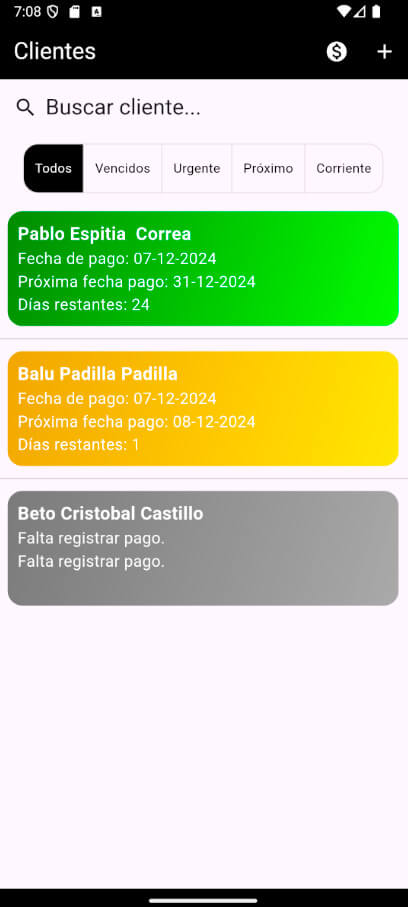 7:08
Clientes
Buscar cliente...
Todos Vencidos Urgente Próximo Corriente
Pablo Espitia  Correa
Fecha de pago: 07-12-2024
Próxima fecha pago: 31-12-2024
Días restantes: 24
Balu Padilla Padilla
Fecha de pago: 07-12-2024
Próxima fecha pago: 08-12-2024
Días restantes: 1
Beto Cristobal Castillo
Falta registrar pago.
Falta registrar pago.